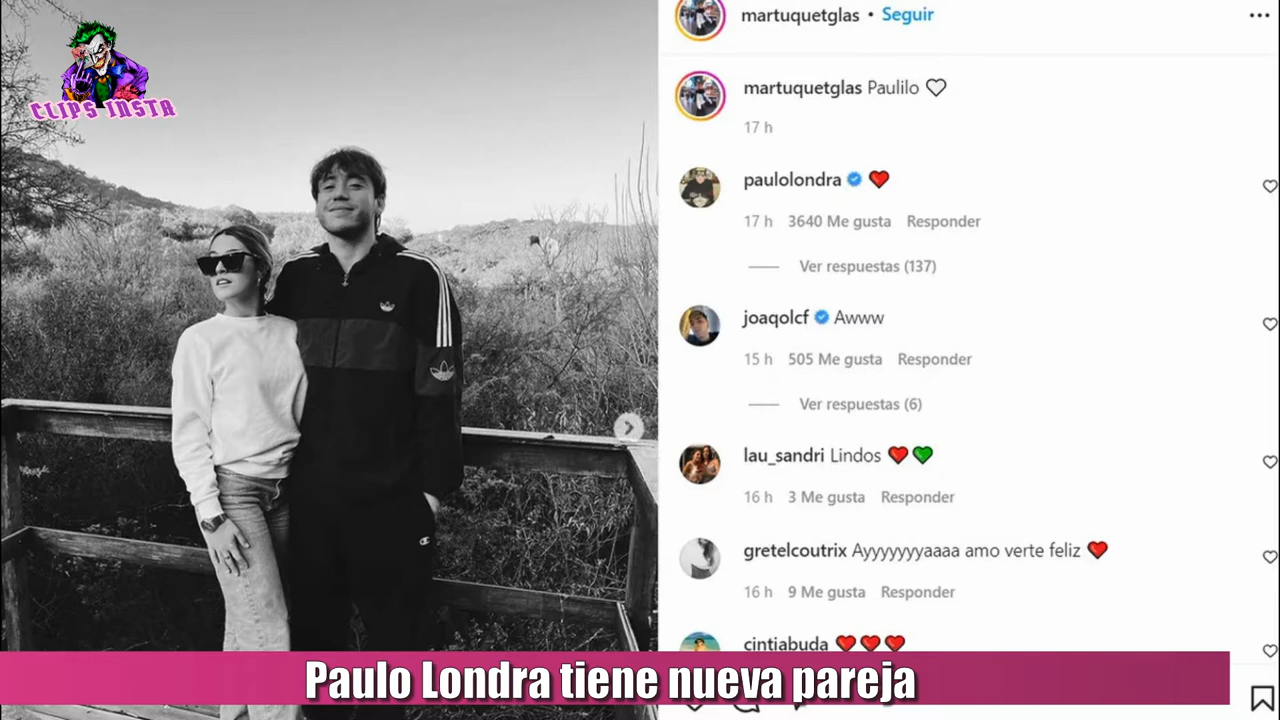 CLIPS INSTA
martuquetglas • Seguir
martuquetglas Paulilo
17 h
paulolondra
17 h 3640 Me gusta Responder
Ver respuestas (137)
joaqolcf Awww
15 h 505 Me gusta Responder
Ver respuestas (6)
lau_sandri Lindos
16 h 3 Me gusta Responder
gretelcoutrix Ayyyyyyyaaaa amo verte feliz
16 h 9 Me gusta Responder
cintiabuda
Paulo Londra tiene nueva pareja